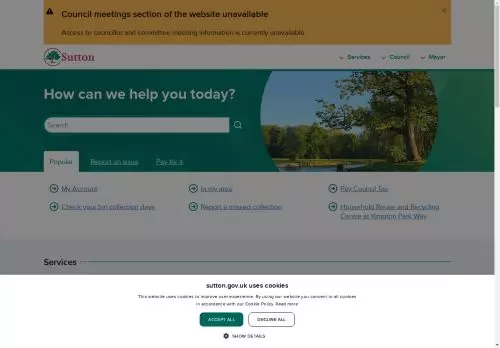 Council meetings section of the website unavailable
Access to councillor and committee meeting information is currently unavailable
Sutton
Services
Council
Mayor
How can we help you today?
Search
Popular
Report an issue
Pay for it
My Account
In my area
Pay Council Tax
Check your bin collection days
Report a missed collection
Household Reuse and Recycling
Centre at Kimpton Park Way
Services
sutton.gov.uk uses cookies
This website uses cookies to improve user experience. By using our website you consent to all cookies
in accordance with our Cookie Policy. Read more
ACCEPT ALL
DECLINE ALL
SHOW DETAILS